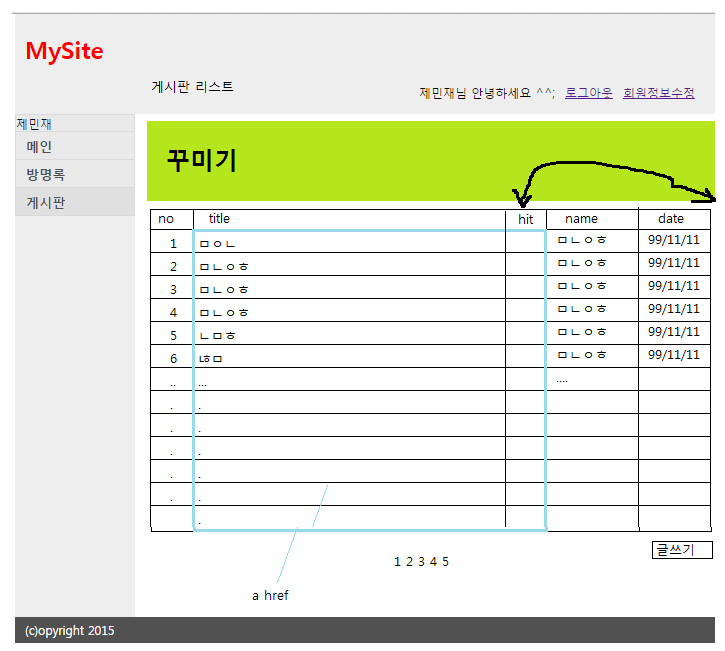 MySite
게시판 리스트
제민재님 안녕하세요 ^^; 로그아웃 회원정보수정
제민재
메인
방명록
게시판
꾸미기
no title hit name date
1 ㅁㅇㄴ ㅁㄴㅇㅎ 99/11/11
2 ㅁㄴㅇㅎ ㅁㄴㅇㅎ 99/11/11
3 ㅁㄴㅇㅎ ㅁㄴㅇㅎ 99/11/11
4 ㅁㄴㅇㅎ ㅁㄴㅇㅎ 99/11/11
5 ㄴㅁㅎ ㅁㄴㅇㅎ 99/11/11
6 ㄶㅁ ㅁㄴㅇㅎ 99/11/11
.. ... ....
. .
. .
. .
. .
. .
.
글쓰기
1 2 3 4 5
a href
(c)opyright 2015